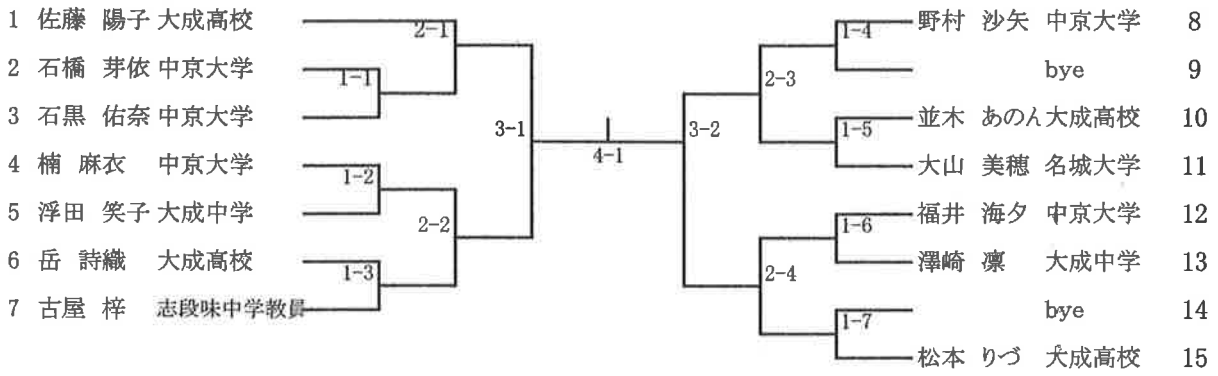 1 佐藤 陽子 大成高校
2 石橋 芽依 中京大学
3 石黒 佑奈 中京大学
4 楠 麻衣 中京大学
5 浮田 笑子 大成中学
6 岳 詩織 大成高校
7 古屋 梓 志段味中学教員
2-1
1-1
3-1
1-2
2-2
1-3
4-1
1-4
2-3
3-2
1-5
1-6
2-4
1-7
野村 沙矢 中京大学 8
bye 9
並木 あのん 大成高校 10
大山 美穂 名城大学 11
福井 海夕 中京大学 12
澤崎 凛 大成中学 13
bye 14
松本 りづ 大成高校 15